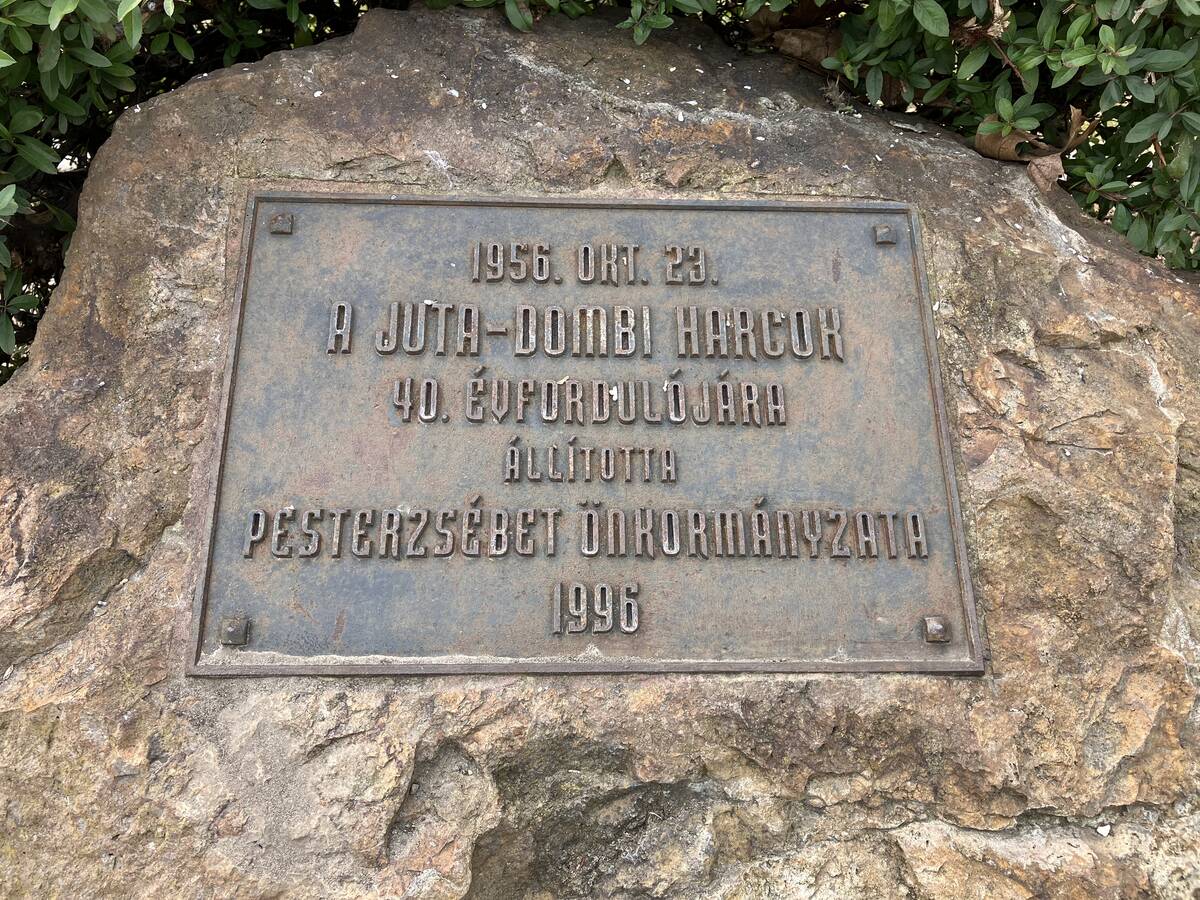 1956. OKT. 23.
A JUTA-DOMBI HARCOK
40. ÉVFORDULÓJÁRA
ÁLLÍTOTTA
PESTERZSÉBET ÖNKORMÁNYZATA
1996